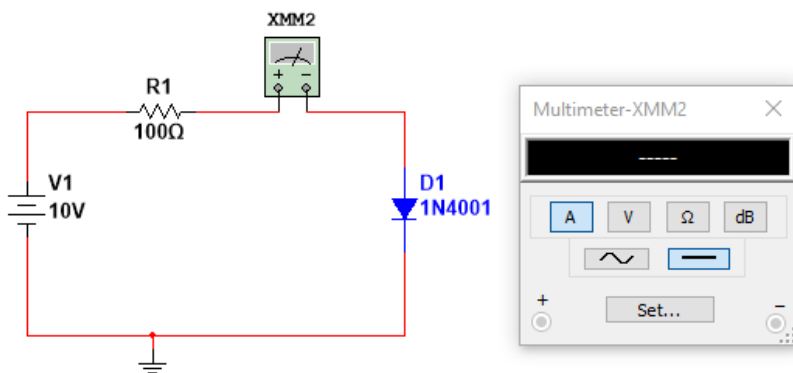 XMM2
+ −
R1
100Ω
V1
10V
D1
1N4001
Multimeter-XMM2
-----
A V Ω dB
+ Set... −